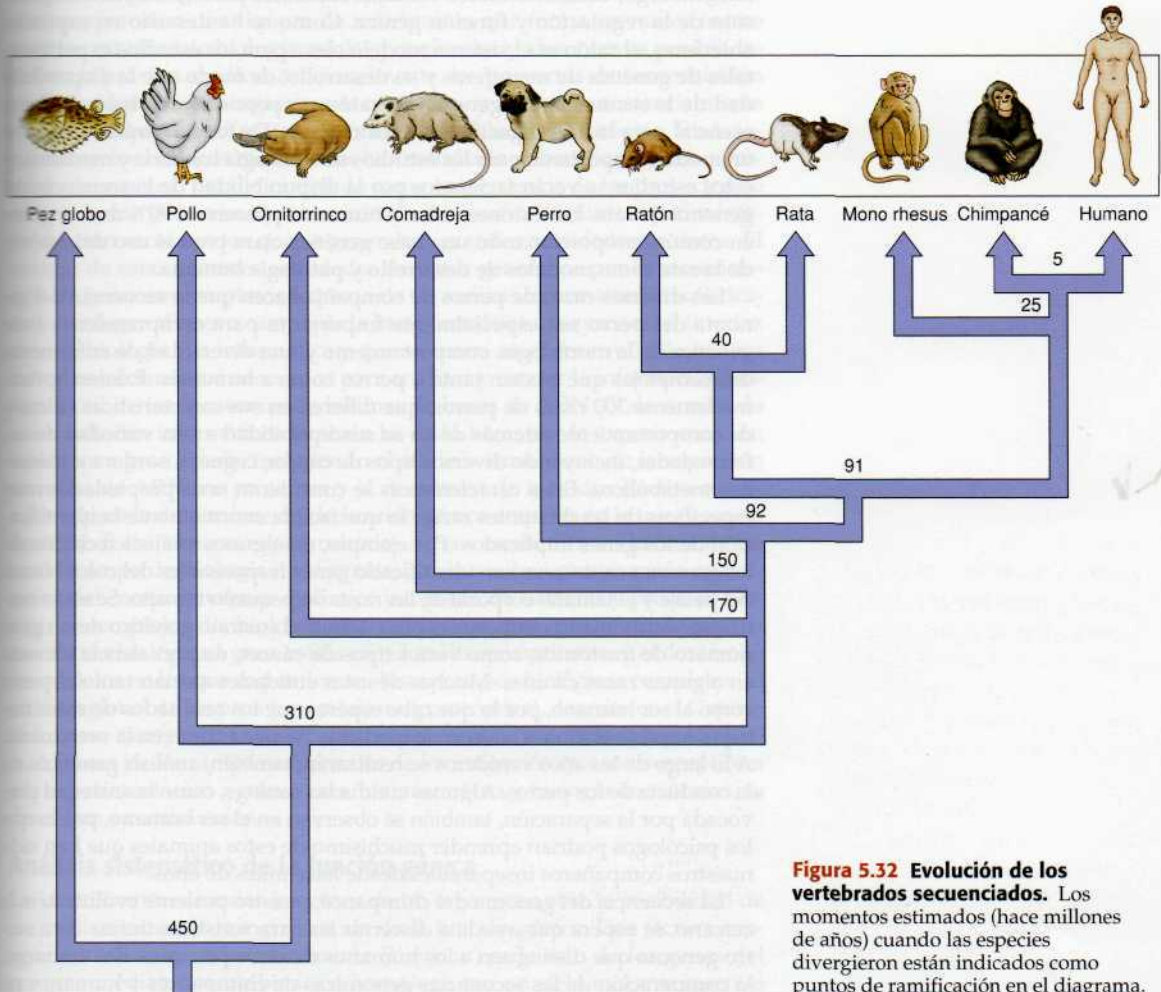 Pez globo Pollo Ornitorrinco Comadreja Perro Ratón Rata Mono rhesus Chimpancé Humano
5
25
40
91
92
150
170
310
450
Figura 5.32 Evolución de los
vertebrados secuenciados. Los
momentos estimados (hace millones
de años) cuando las especies
divergieron están indicados como
puntos de ramificación en el diagrama.